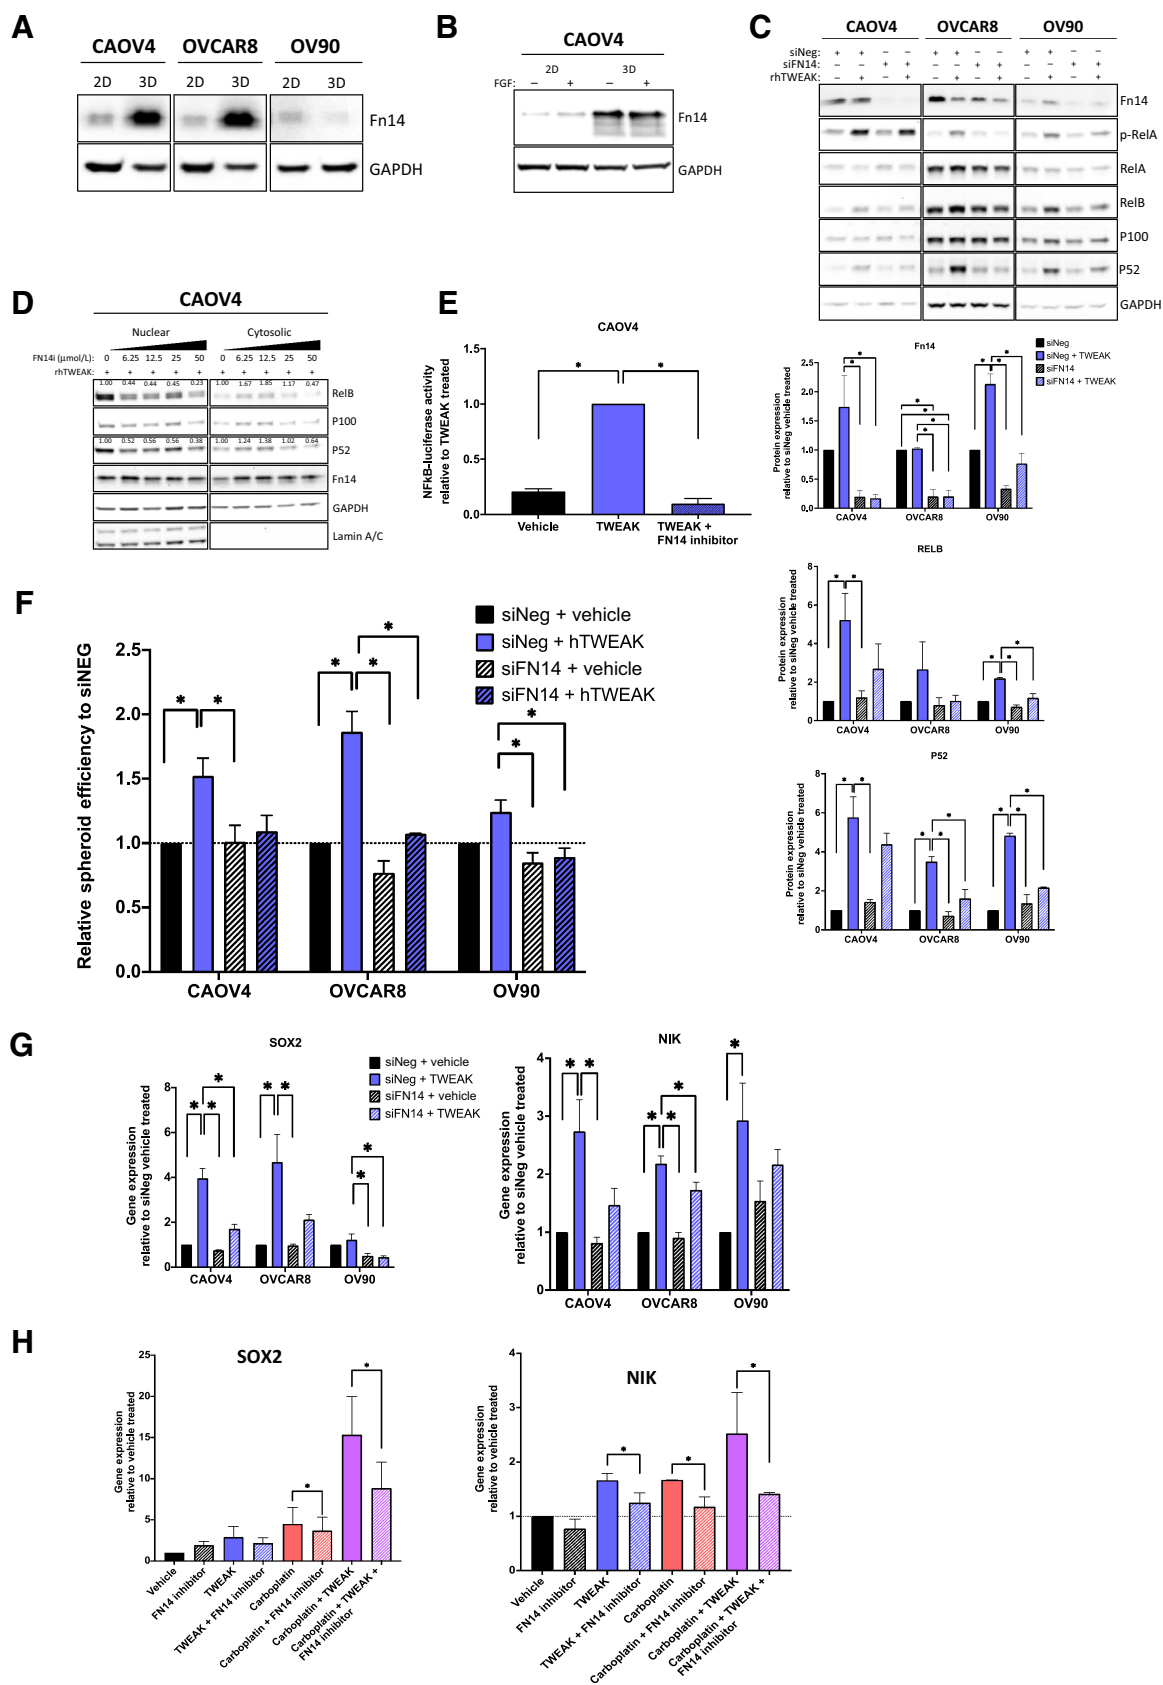 A
CAOV4 OVCAR8 OV90
2D 3D 2D 3D 2D 3D
Fn14
GAPDH
B
CAOV4
2D 3D
FGF: – + – +
Fn14
GAPDH
C
CAOV4 OVCAR8 OV90
siNeg: + + – – + + – – + + – –
siFN14: – – + + – – + + – – + +
rhTWEAK: – + – + – + – + – + – +
Fn14
p-RelA
RelA
RelB
P100
P52
GAPDH
D
CAOV4
Nuclear Cytosolic
FN14i (µmol/L): 0 6.25 12.5 25 50 0 6.25 12.5 25 50
rhTWEAK: + + + + + + + + + +
1.00 0.44 0.44 0.45 0.23 1.00 1.67 1.85 1.17 0.47
RelB
P100
1.00 0.52 0.56 0.56 0.38 1.00 1.24 1.38 1.02 0.64
P52
Fn14
GAPDH
Lamin A/C
E
CAOV4
NFkB-luciferase activity
relative to TWEAK treated
1.5
1.0
0.5
0.0
* *
Vehicle TWEAK TWEAK +
FN14 inhibitor
Fn14
siNeg
siNeg + TWEAK
siFN14
siFN14 + TWEAK
Protein expression
relative to siNeg vehicle treated
2.5
2.0
1.5
1.0
0.5
0.0
* * * * * * * * *
CAOV4 OVCAR8 OV90
RELB
Protein expression
relative to siNeg vehicle treated
8
6
4
2
0
* * * * *
CAOV4 OVCAR8 OV90
P52
Protein expression
relative to siNeg vehicle treated
8
6
4
2
0
* * * * * * * *
CAOV4 OVCAR8 OV90
F
siNeg + vehicle
siNeg + hTWEAK
siFN14 + vehicle
siFN14 + hTWEAK
Relative spheroid efficiency to siNEG
2.5
2.0
1.5
1.0
0.5
0.0
* * * * * * *
CAOV4 OVCAR8 OV90
G
SOX2
siNeg + vehicle
siNeg + TWEAK
siFN14 + vehicle
siFN14 + TWEAK
Gene expression
relative to siNeg vehicle treated
8
6
4
2
0
* * * * * * *
CAOV4 OVCAR8 OV90
NIK
Gene expression
relative to siNeg vehicle treated
4
3
2
1
0
* * * * * *
CAOV4 OVCAR8 OV90
H
SOX2
Gene expression
relative to vehicle treated
25
20
15
10
5
0
* *
Vehicle
FN14 inhibitor
TWEAK
TWEAK + FN14 inhibitor
Carboplatin
Carboplatin + FN14 inhibitor
Carboplatin + TWEAK
Carboplatin + TWEAK +
FN14 inhibitor
NIK
Gene expression
relative to vehicle treated
4
3
2
1
0
* * *
Vehicle
FN14 inhibitor
TWEAK
TWEAK + FN14 inhibitor
Carboplatin
Carboplatin + FN14 inhibitor
Carboplatin + TWEAK
Carboplatin + TWEAK +
FN14 inhibitor